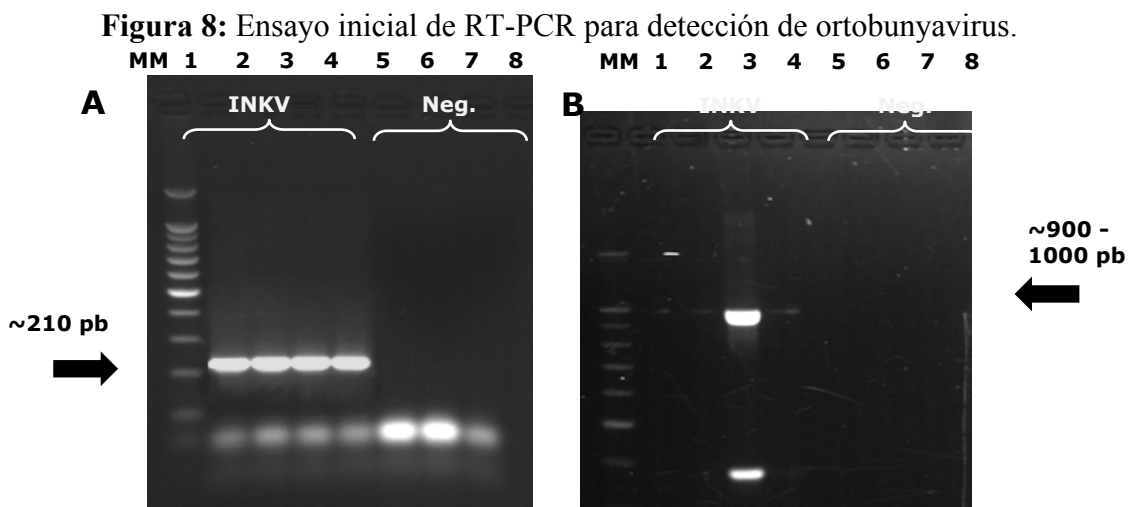 Figura 8: Ensayo inicial de RT-PCR para detección de ortobunyavirus.
MM 1 2 3 4 5 6 7 8
A
INKV Neg.
~210 pb
MM 1 2 3 4 5 6 7 8
B
INKV Neg.
~900 -
1000 pb